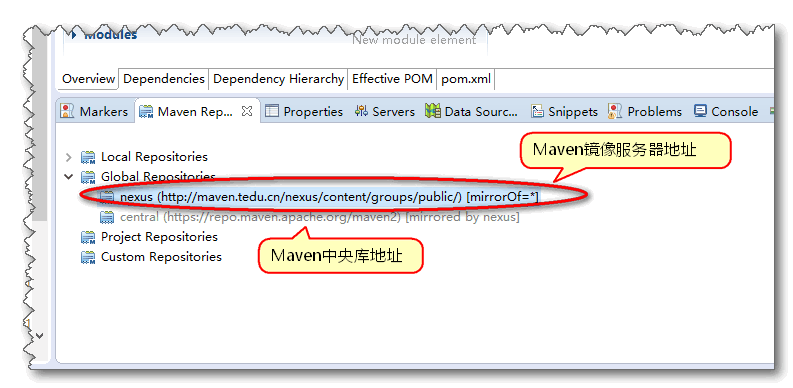 Modules
New module element
Overview Dependencies Dependency Hierarchy Effective POM pom.xml
Markers Maven Rep... Properties Servers Data Sourc... Snippets Problems Console
Maven镜像服务器地址
Local Repositories
Global Repositories
nexus (http://maven.tedu.cn/nexus/content/groups/public/) [mirrorOf=*]
central (https://repo.maven.apache.org/maven2) [mirrored by nexus]
Project Repositories
Maven中央库地址
Custom Repositories